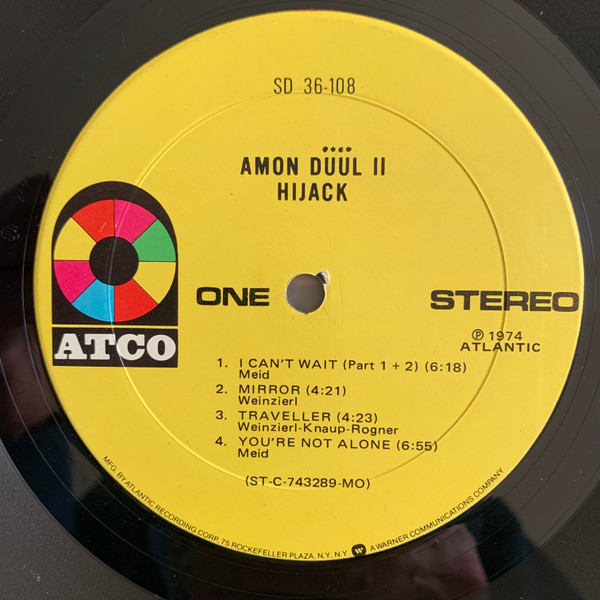 SD 36-108
AMON DÜÜL II
HIJACK
ONE
STEREO
ATCO
℗ 1974
ATLANTIC
1. I CAN'T WAIT (Part 1 + 2) (6:18)
Meid
2. MIRROR (4:21)
Weinzierl
3. TRAVELLER (4:23)
Weinzierl-Knaup-Rogner
4. YOU'RE NOT ALONE (6:55)
Meid
(ST-C-743289-MO)
MFG. BY ATLANTIC RECORDING CORP. 75 ROCKEFELLER PLAZA, N.Y. N.Y. W A WARNER COMMUNICATIONS COMPANY